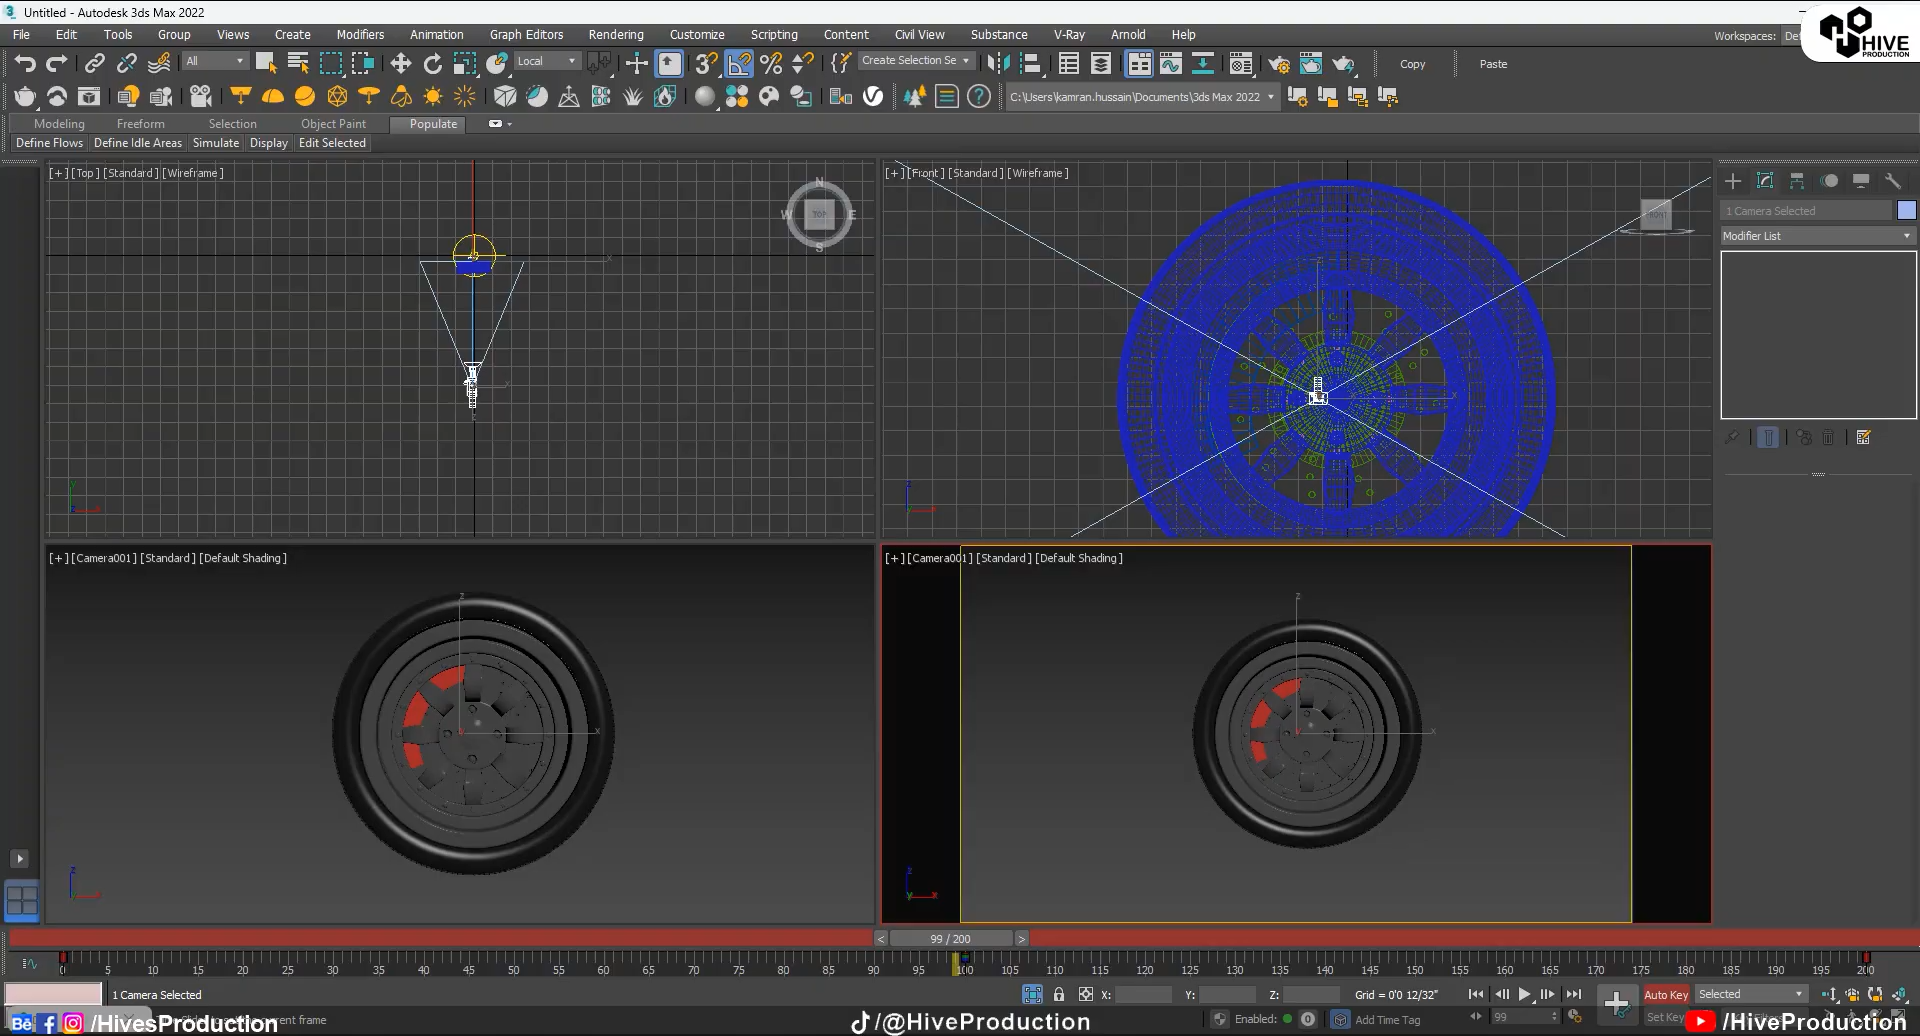 Untitled - Autodesk 3ds Max 2022
File Edit Tools Group Views Create Modifiers Animation Graph Editors Rendering Customize Scripting Content Civil View Substance V-Ray Arnold Help
Workspaces:
HIVE
PRODUCTION
All
Local
Create Selection Se
Copy
Paste
C:\Users\kamran.hussain\Documents\3ds Max 2022
Modeling Freeform Selection Object Paint Populate
Define Flows Define Idle Areas Simulate Display Edit Selected
[+] [Top] [Standard] [Wireframe]
N
W TOP E
S
[+] [Front] [Standard] [Wireframe]
FRONT
1 Camera Selected
Modifier List
[+] [Camera001] [Standard] [Default Shading]
[+] [Camera001] [Standard] [Default Shading]
< 99 / 200 >
0 5 10 15 20 25 30 35 40 45 50 55 60 65 70 75 80 85 90 95 100 105 110 115 120 125 130 135 140 145 150 155 160 165 170 175 180 185 190 195 200
1 Camera Selected
X: Y: Z: Grid = 0'0 12/32"
Auto Key
Selected
current frame
Bē f /HivesProduction
/@HiveProduction
Enabled: 0
Add Time Tag
99
Set Key
/HiveProduction